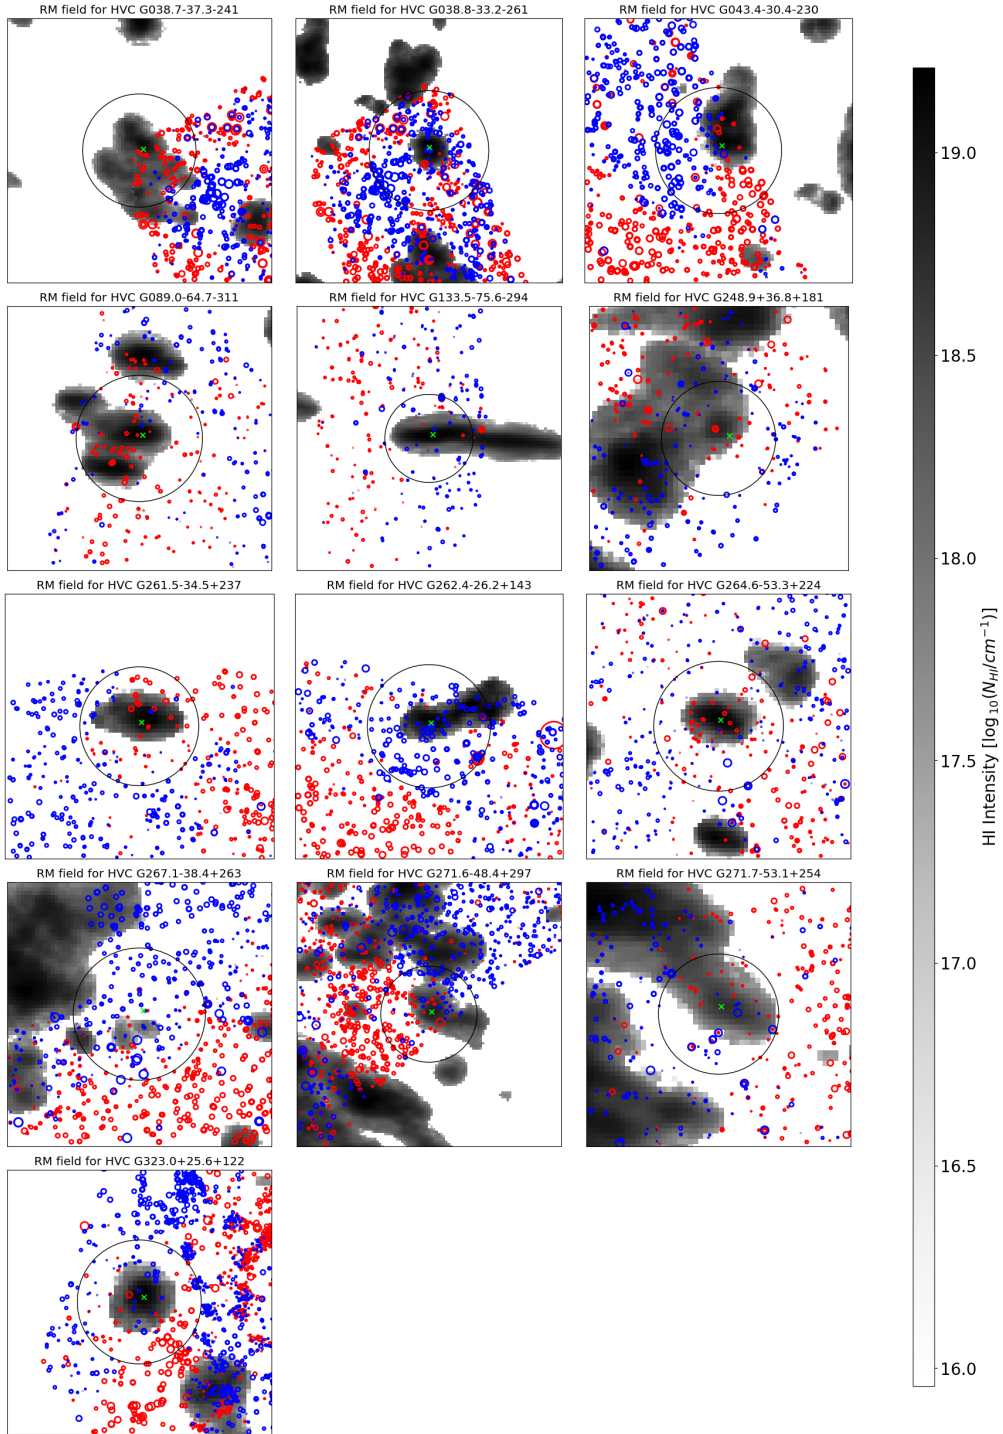 RM field for HVC G038.7-37.3-241
RM field for HVC G038.8-33.2-261
RM field for HVC G043.4-30.4-230
RM field for HVC G089.0-64.7-311
RM field for HVC G133.5-75.6-294
RM field for HVC G248.9+36.8+181
RM field for HVC G261.5-34.5+237
RM field for HVC G262.4-26.2+143
RM field for HVC G264.6-53.3+224
RM field for HVC G267.1-38.4+263
RM field for HVC G271.6-48.4+297
RM field for HVC G271.7-53.1+254
RM field for HVC G323.0+25.6+122
19.0
18.5
18.0
17.5
17.0
16.5
16.0
HI Intensity [log₁₀(N_HI/cm⁻¹)]